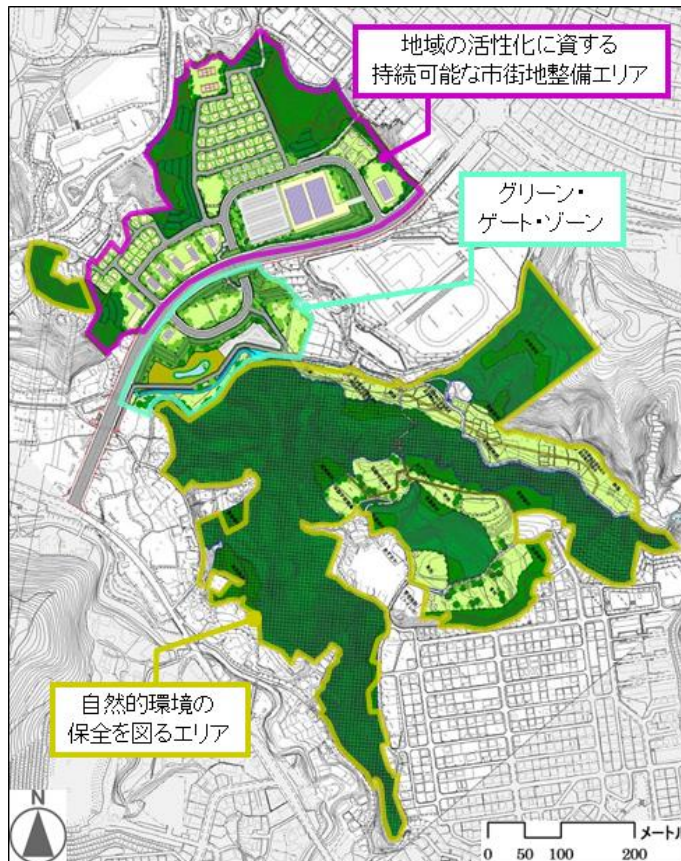 地域の活性化に資する
持続可能な市街地整備エリア
グリーン・
ゲート・ゾーン
自然的環境の
保全を図るエリア
N
メートル
0 50 100 200